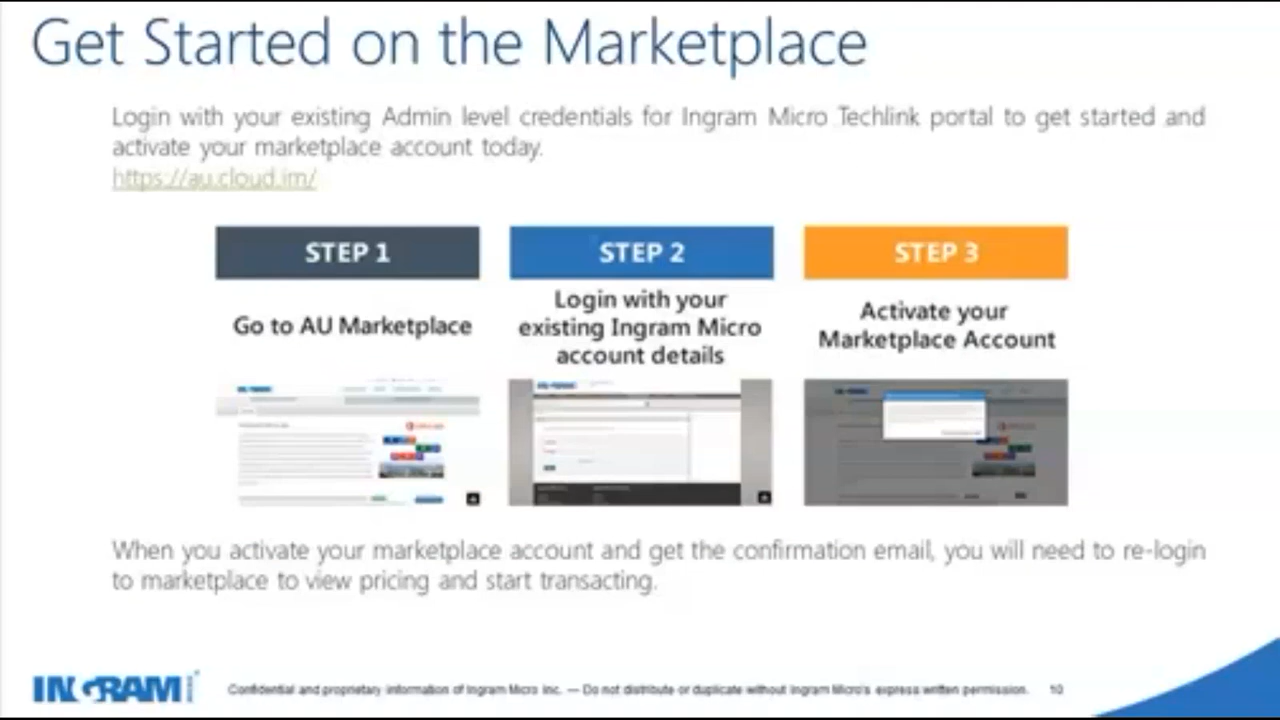 Get Started on the Marketplace
Login with your existing Admin level credentials for Ingram Micro Techlink portal to get started and
activate your marketplace account today.
https://au.cloud.im/
STEP 1
STEP 2
STEP 3
Go to AU Marketplace
Login with your
existing Ingram Micro
account details
Activate your
Marketplace Account
When you activate your marketplace account and get the confirmation email, you will need to re-login
to marketplace to view pricing and start transacting.
INGRAM
Confidential and proprietary information of Ingram Micro Inc. — Do not distribute or duplicate without Ingram Micro's express written permission. 10